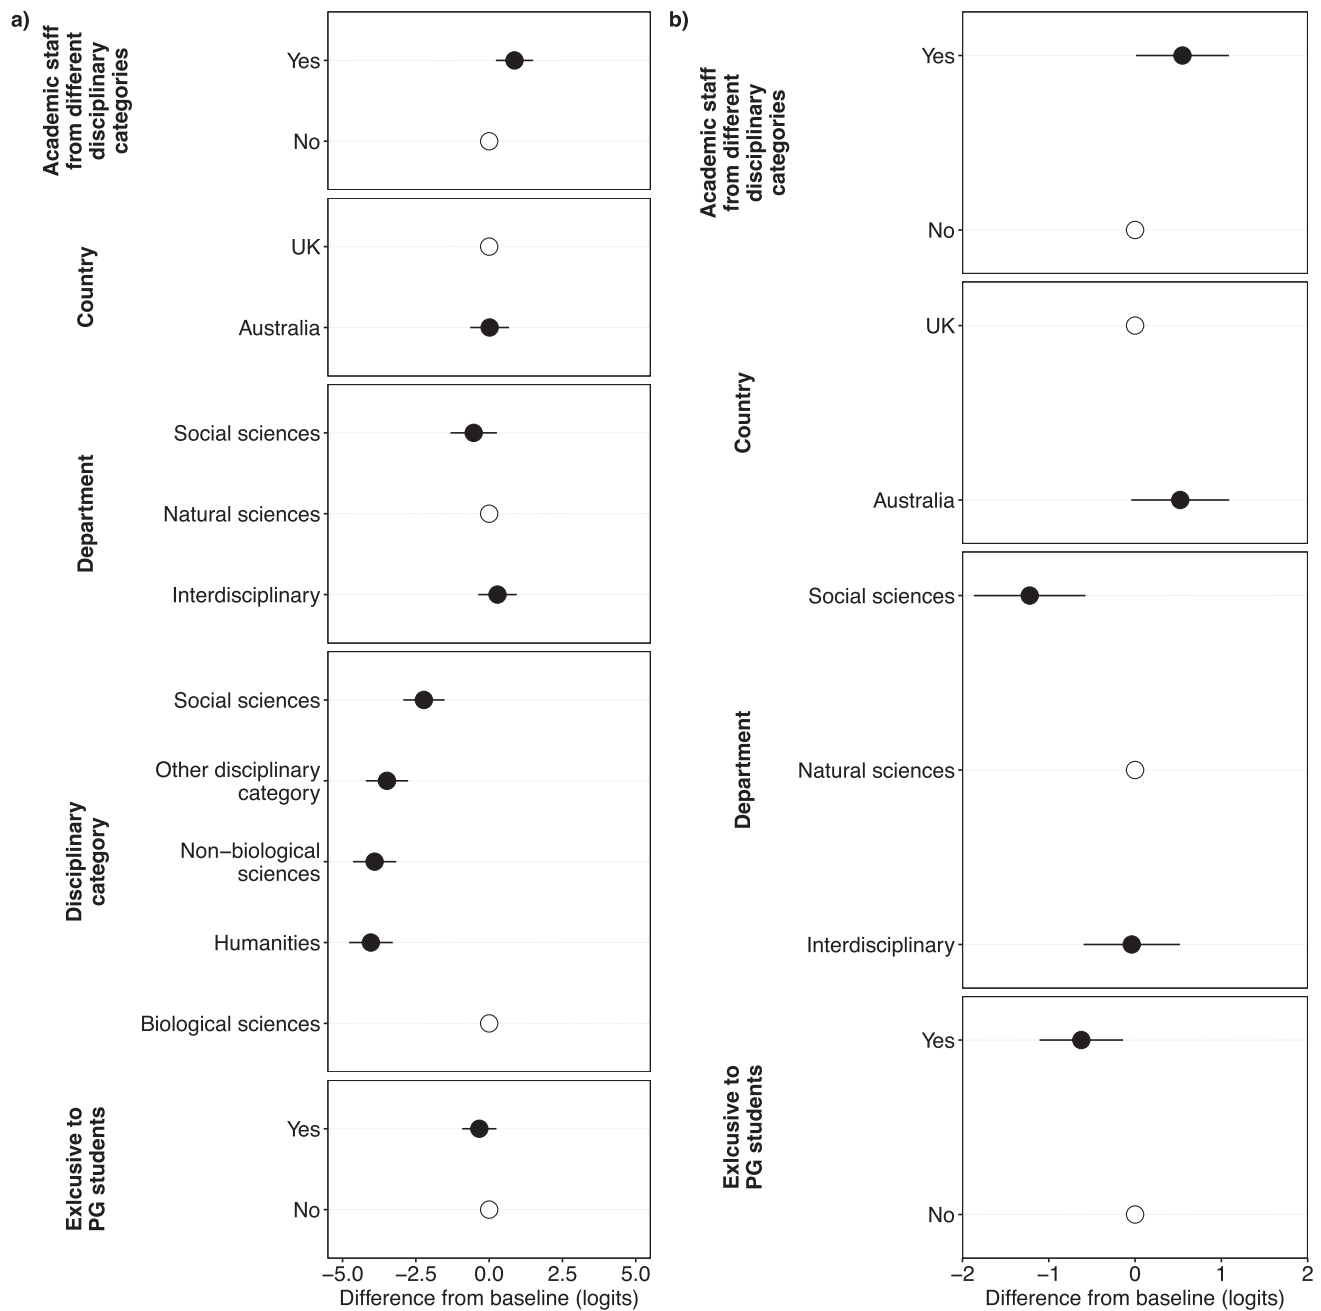 a)
Academic staff
from different
disciplinary
categories
Yes
No
Country
UK
Australia
Department
Social sciences
Natural sciences
Interdisciplinary
Disciplinary
category
Social sciences
Other disciplinary
category
Non−biological
sciences
Humanities
Biological sciences
Exlcusive to
PG students
Yes
No
−5.0 −2.5 0.0 2.5 5.0
Difference from baseline (logits)
b)
Academic staff
from different
disciplinary
categories
Yes
No
Country
UK
Australia
Department
Social sciences
Natural sciences
Interdisciplinary
Exlcusive to
PG students
Yes
No
−2 −1 0 1 2
Difference from baseline (logits)